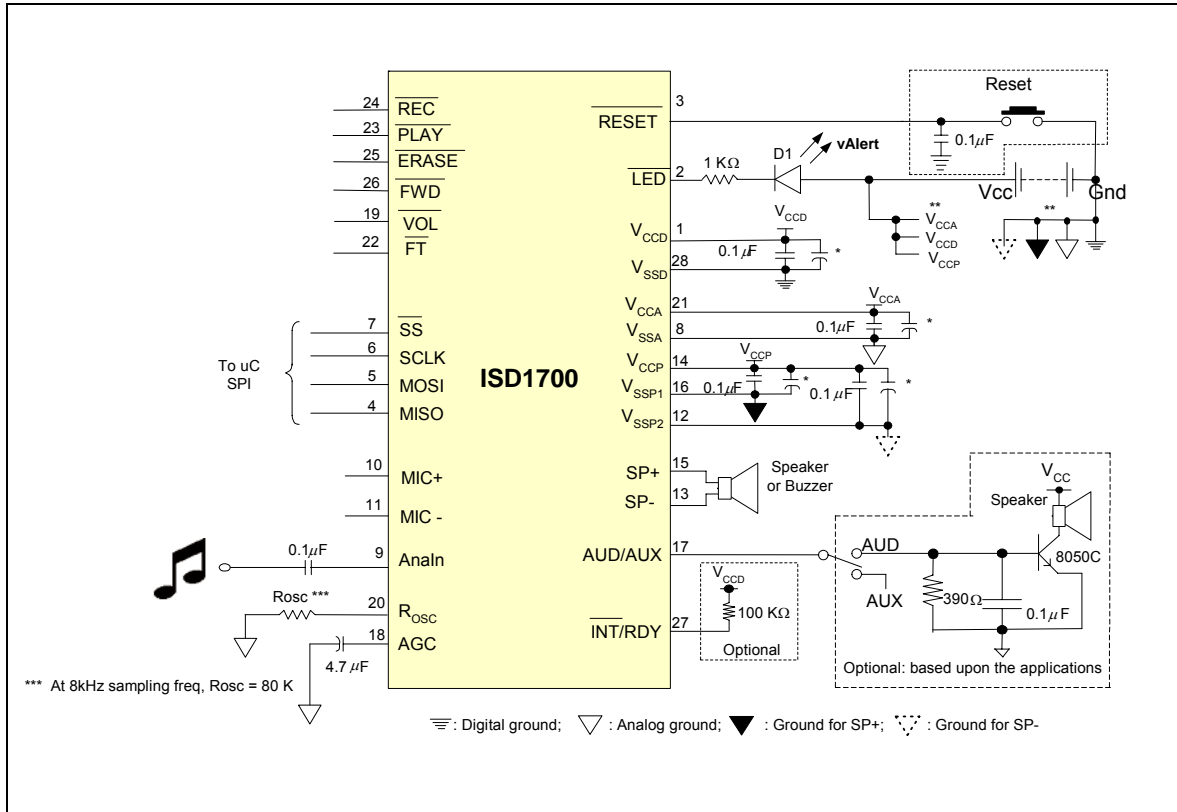 24 REC
23 PLAY
25 ERASE
26 FWD
19 VOL
22 FT
7 SS
6 SCLK
5 MOSI
4 MISO
To uC
SPI
10 MIC+
11 MIC -
0.1µF
9 AnaIn
Rosc ***
20 ROSC
18 AGC
4.7 µF
*** At 8kHz sampling freq, Rosc = 80 K
ISD1700
RESET 3
Reset
0.1µF
LED 2
1 KΩ
D1
vAlert
Vcc
Gnd
**
VCCA
VCCD
VCCP
**
VCCD 1
VSSD 28
VCCD
0.1µF
*
VCCA 21
VSSA 8
VCCA
0.1µF
*
VCCP 14
VSSP1 16
VSSP2 12
VCCP
0.1µF
*
0.1µF
*
SP+ 15
SP- 13
Speaker
or Buzzer
AUD/AUX 17
AUD
AUX
VCC
Speaker
8050C
390Ω
0.1µF
Optional: based upon the applications
INT/RDY 27
VCCD
100 KΩ
Optional
: Digital ground; : Analog ground; : Ground for SP+; : Ground for SP-